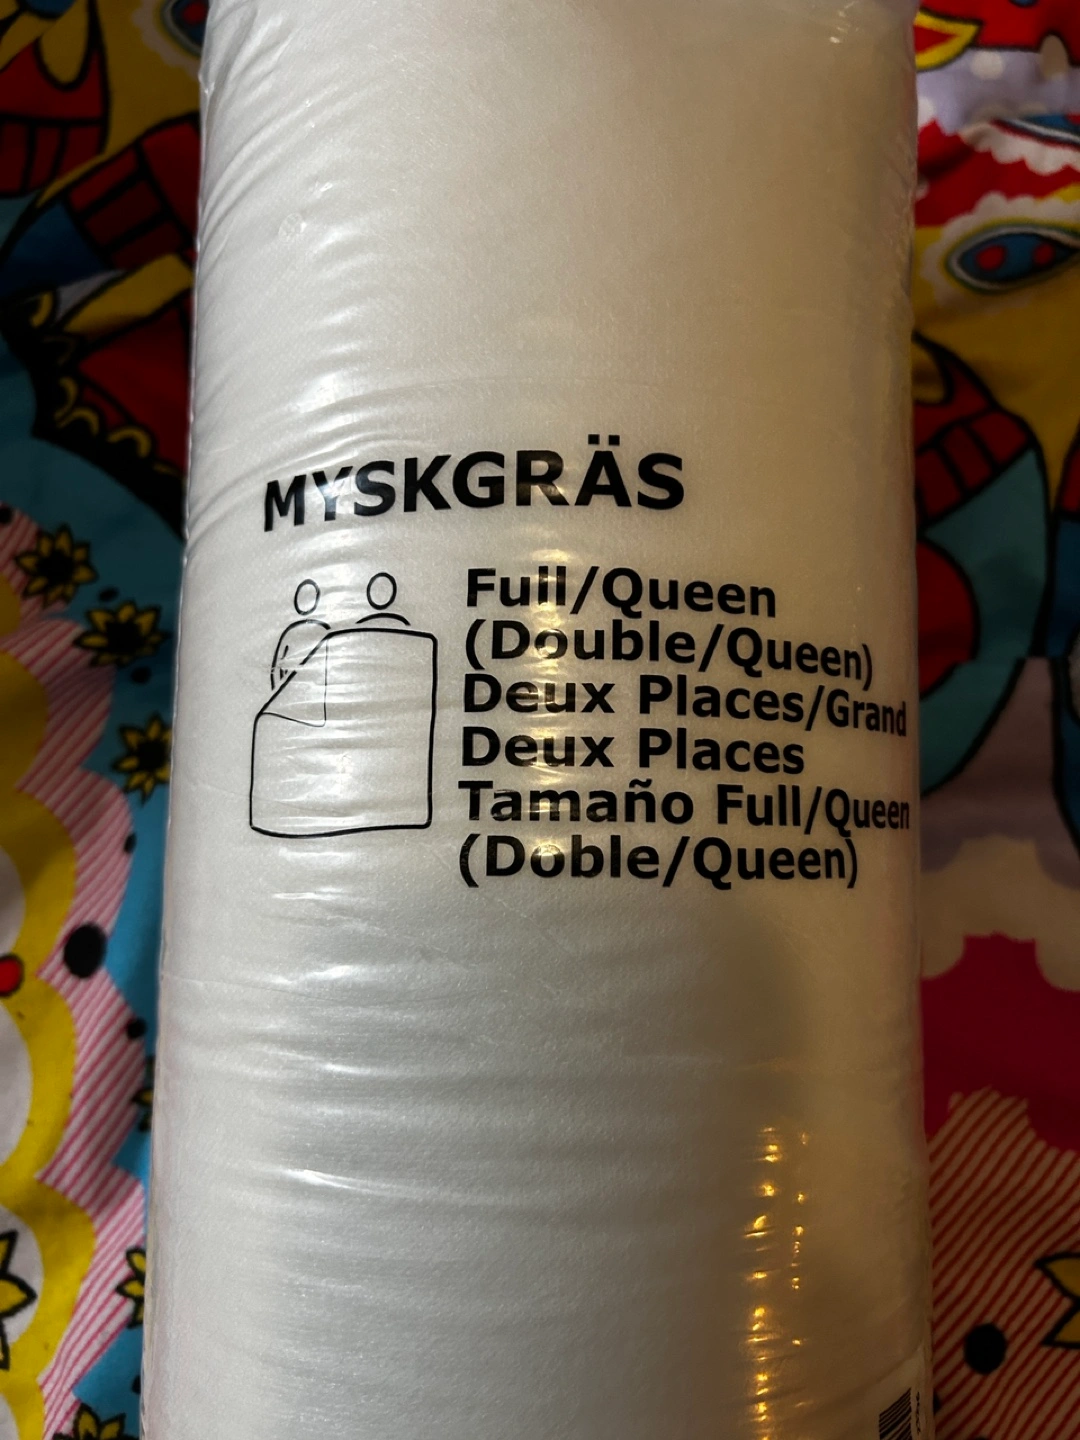 MYSKGRÄS
Full/Queen
(Double/Queen)
Deux Places/Grand
Deux Places
Tamaño Full/Queen
(Doble/Queen)